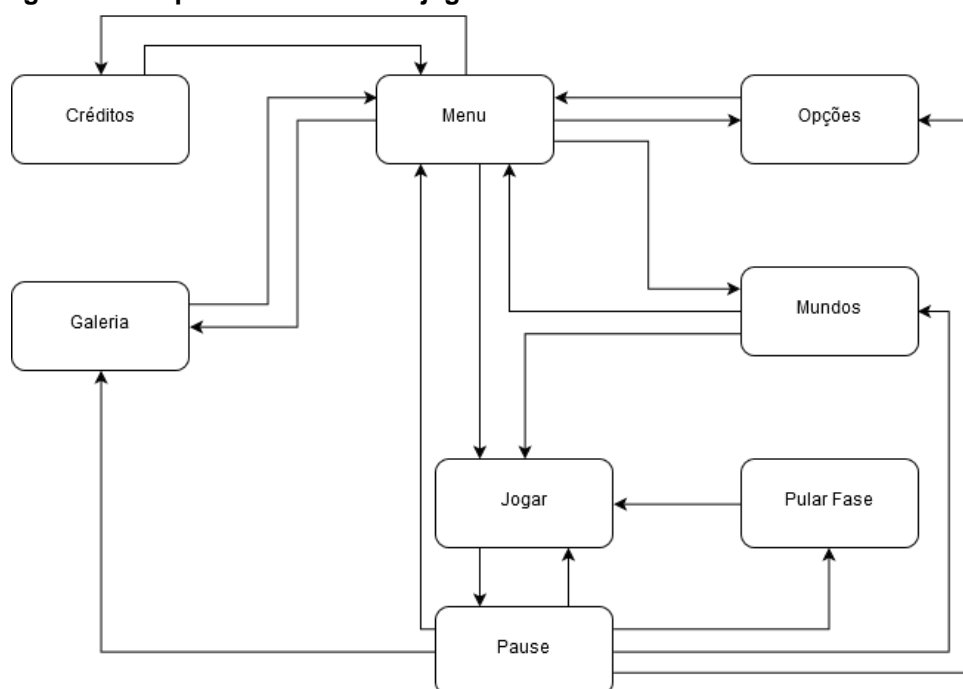 Créditos
Menu
Opções
Galeria
Mundos
Jogar
Pular Fase
Pause